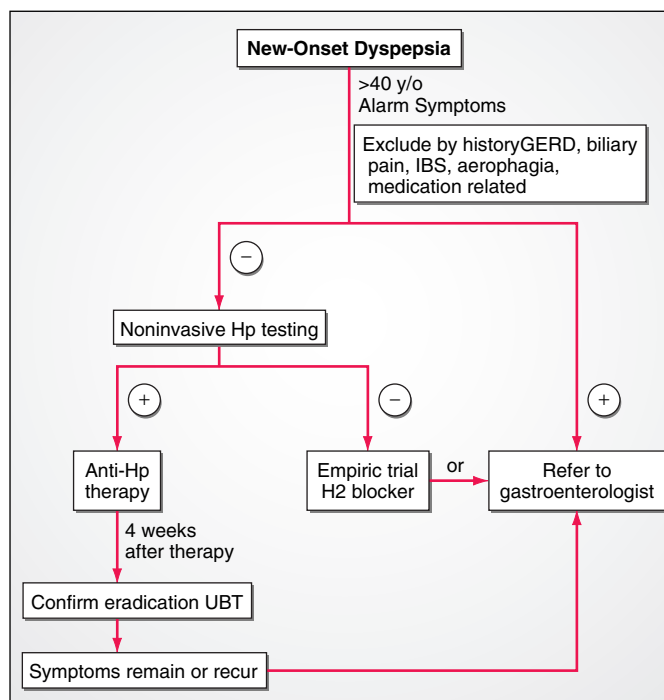 New-Onset Dyspepsia
>40 y/o
Alarm Symptoms
Exclude by historyGERD, biliary
pain, IBS, aerophagia,
medication related
−
Noninvasive Hp testing
+
−
+
Anti-Hp
therapy
Empiric trial
H2 blocker
or
Refer to
gastroenterologist
4 weeks
after therapy
Confirm eradication UBT
Symptoms remain or recur